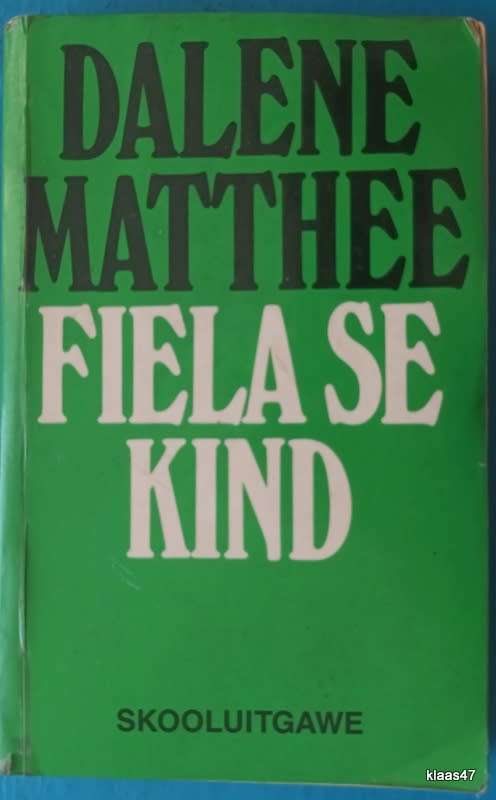 DALENE
MATTHEE
FIELA SE
KIND
SKOOLUITGAWE
klaas47